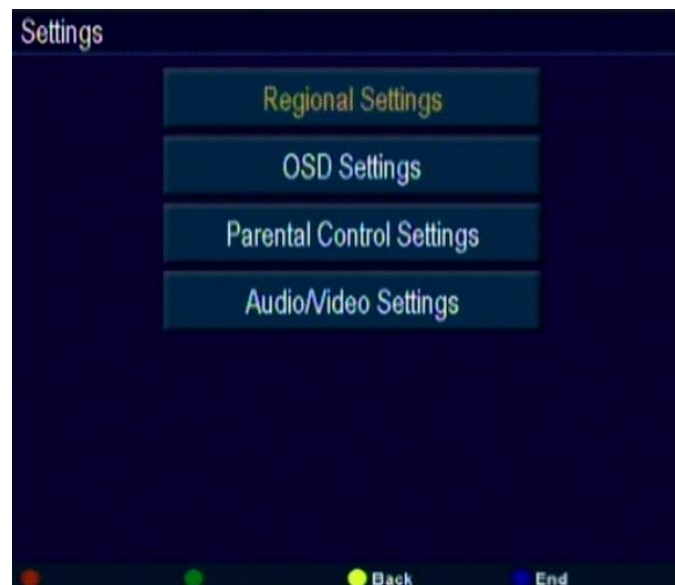 Settings
Regional Settings
OSD Settings
Parental Control Settings
Audio/Video Settings
Back End